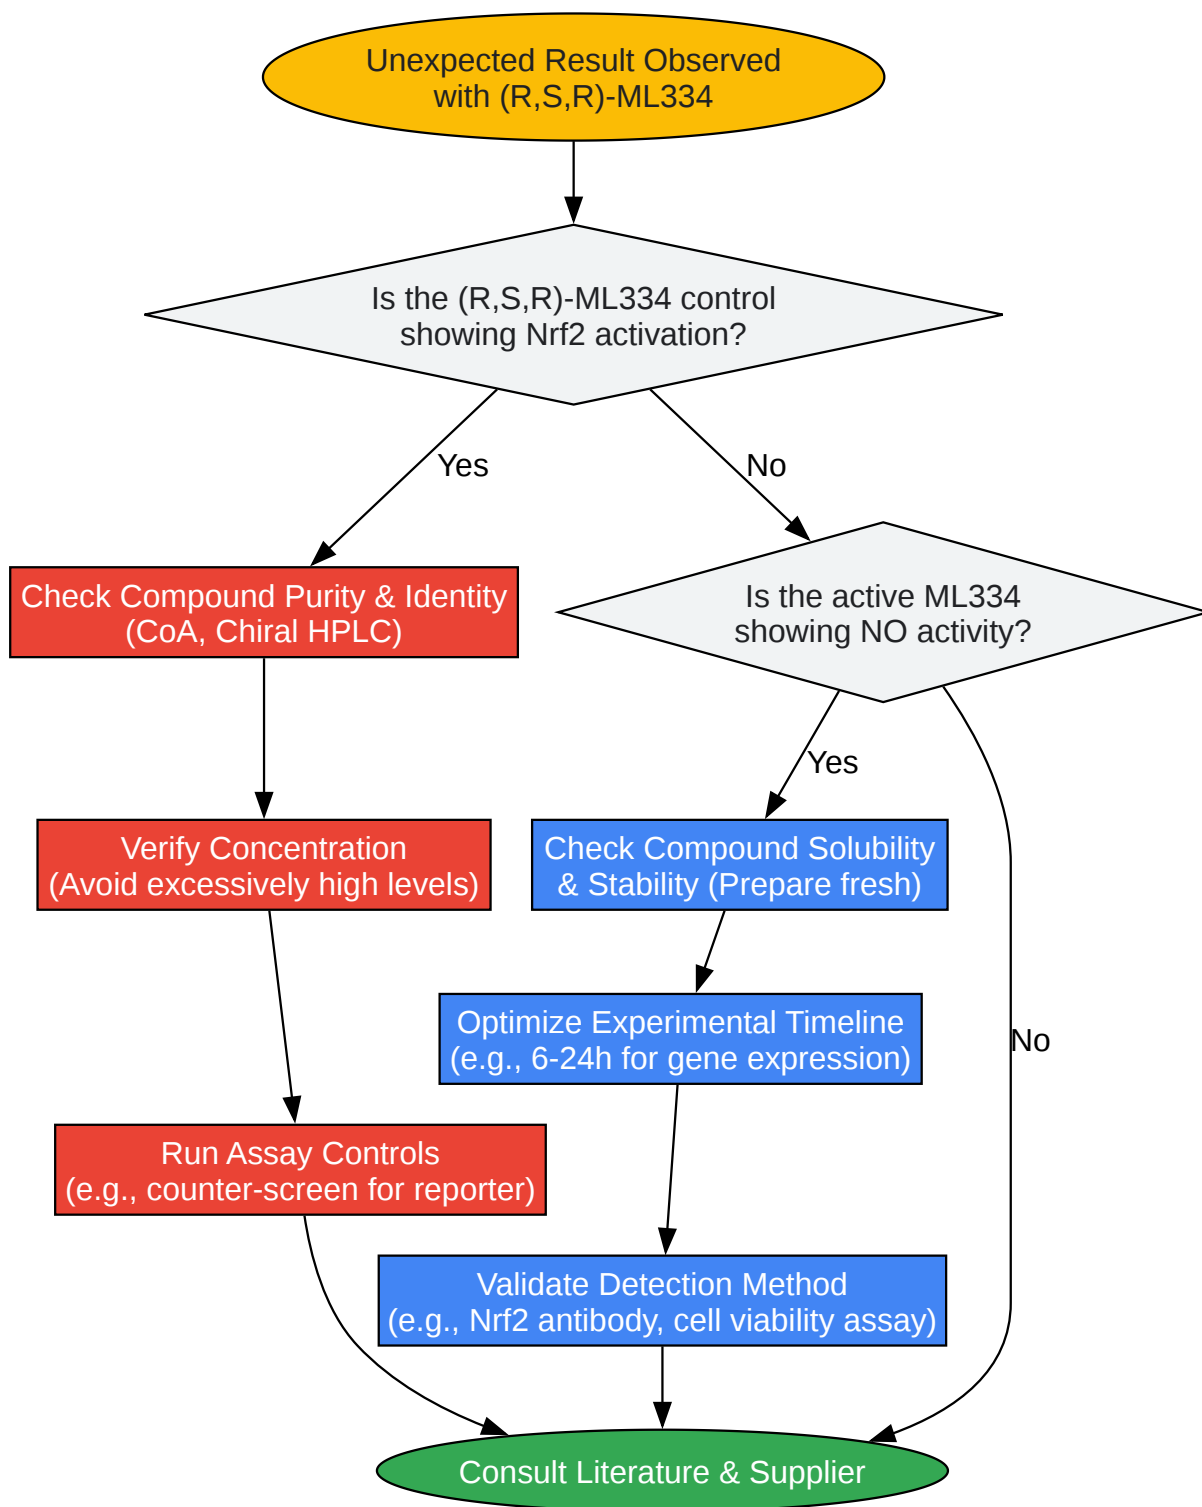 Unexpected Result Observed
with (R,S,R)-ML334
Is the (R,S,R)-ML334 control
showing Nrf2 activation?
Yes
No
Check Compound Purity & Identity
(CoA, Chiral HPLC)
Is the active ML334
showing NO activity?
Yes
Verify Concentration
(Avoid excessively high levels)
Check Compound Solubility
& Stability (Prepare fresh)
Optimize Experimental Timeline
(e.g., 6-24h for gene expression)
No
Run Assay Controls
(e.g., counter-screen for reporter)
Validate Detection Method
(e.g., Nrf2 antibody, cell viability assay)
Consult Literature & Supplier